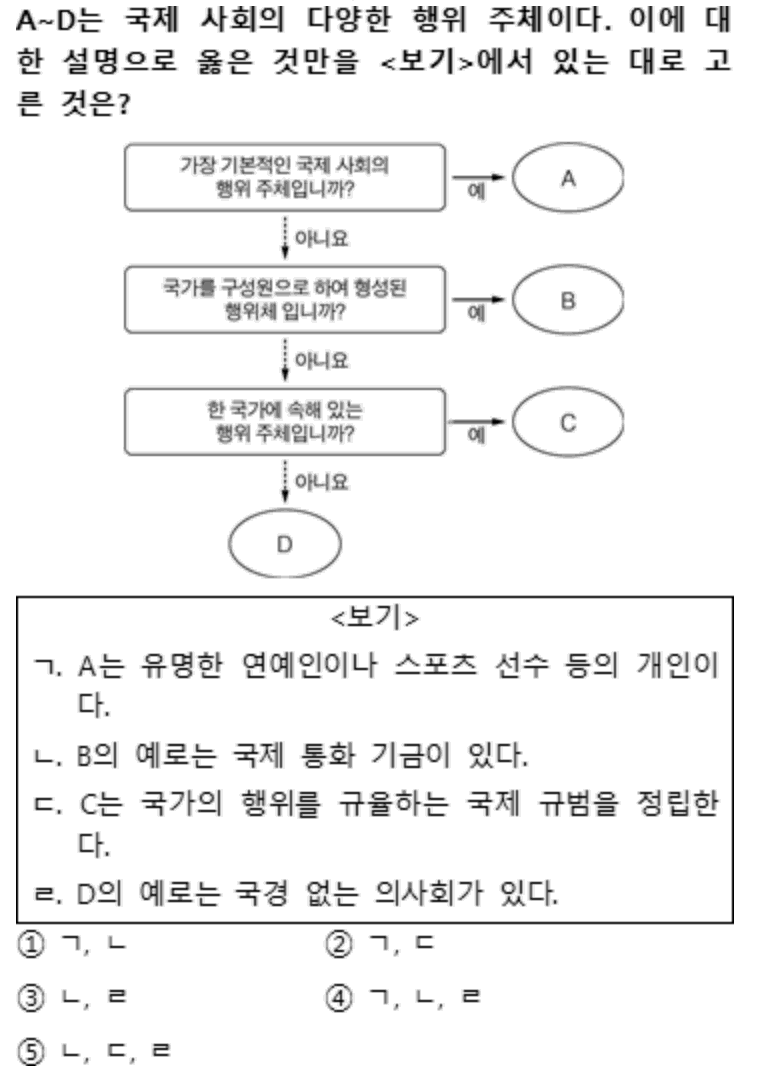 A~D는 국제 사회의 다양한 행위 주체이다. 이에 대
한 설명으로 옳은 것만을 <보기>에서 있는 대로 고
른 것은?
가장 기본적인 국제 사회의
행위 주체입니까?
예
A
아니요
국가를 구성원으로 하여 형성된
행위체 입니까?
예
B
아니요
한 국가에 속해 있는
행위 주체입니까?
예
C
아니요
D
<보기>
ㄱ. A는 유명한 연예인이나 스포츠 선수 등의 개인이
다.
ㄴ. B의 예로는 국제 통화 기금이 있다.
ㄷ. C는 국가의 행위를 규율하는 국제 규범을 정립한
다.
ㄹ. D의 예로는 국경 없는 의사회가 있다.
① ㄱ, ㄴ ② ㄱ, ㄷ
③ ㄴ, ㄹ ④ ㄱ, ㄴ, ㄹ
⑤ ㄴ, ㄷ, ㄹ